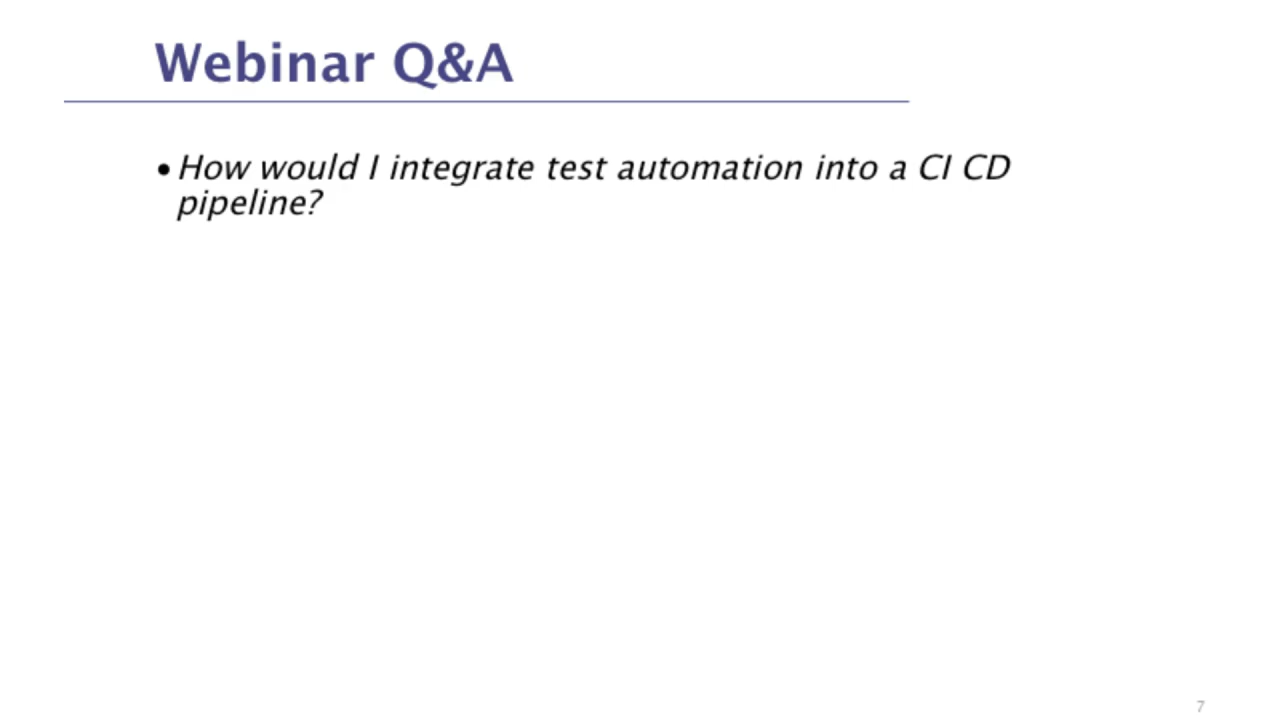 Webinar Q&A
• How would I integrate test automation into a CI CD
pipeline?
7